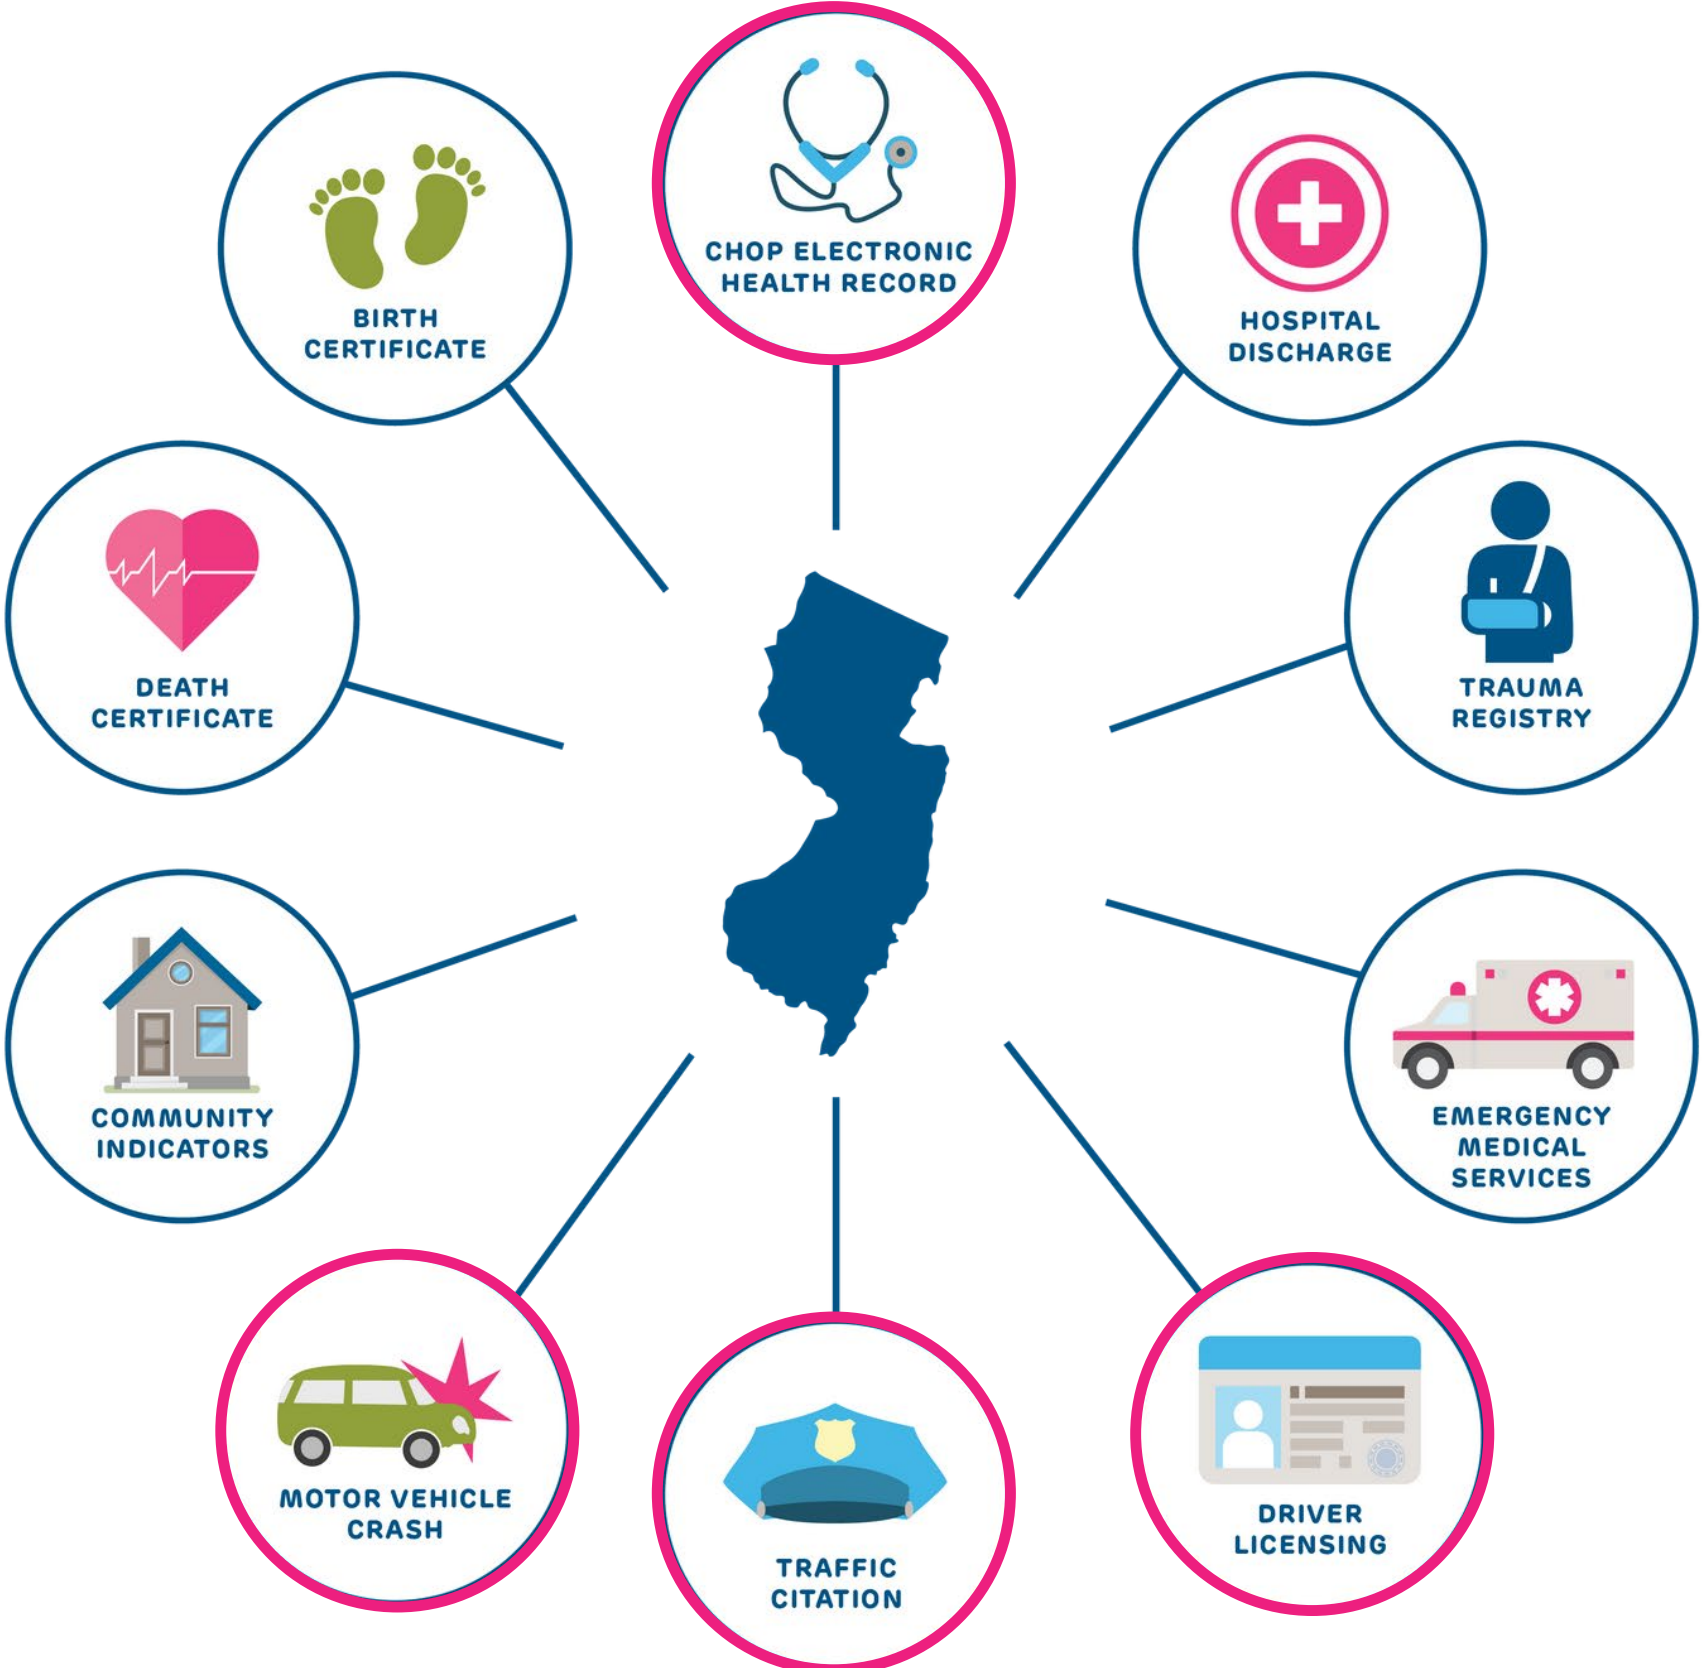 CHOP ELECTRONIC
HEALTH RECORD
BIRTH
CERTIFICATE
HOSPITAL
DISCHARGE
DEATH
CERTIFICATE
TRAUMA
REGISTRY
COMMUNITY
INDICATORS
EMERGENCY
MEDICAL
SERVICES
MOTOR VEHICLE
CRASH
TRAFFIC
CITATION
DRIVER
LICENSING